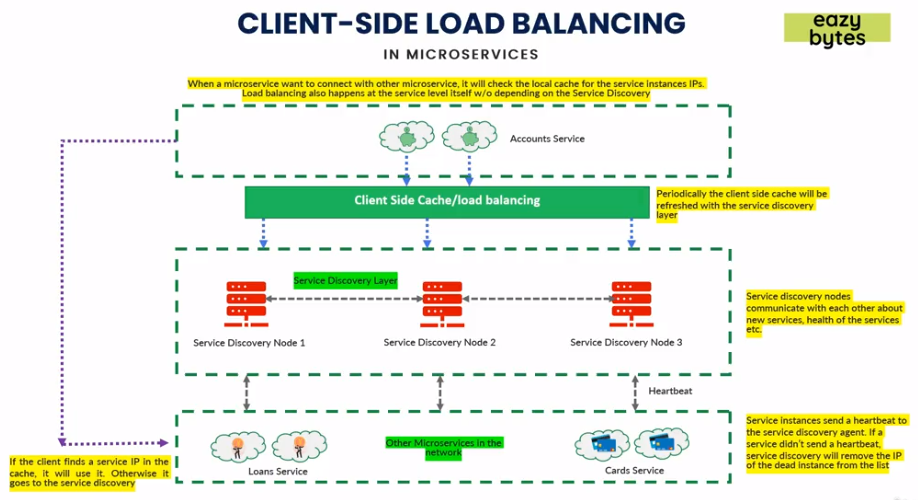 CLIENT-SIDE LOAD BALANCING
eazy
bytes
IN MICROSERVICES
When a microservice want to connect with other microservice, it will check the local cache for the service instances IPs.
Load balancing also happens at the service level itself w/o depending on the Service Discovery
Accounts Service
Client Side Cache/load balancing
Periodically the client side cache will be
refreshed with the service discovery
layer
Service Discovery Layer
Service discovery nodes
communicate with each other about
new services, health of the services
etc.
Service Discovery Node 1
Service Discovery Node 2
Service Discovery Node 3
Heartbeat
Service instances send a heartbeat to
the service discovery agent. If a
service didn't send a heartbeat,
service discovery will remove the IP
of the dead instance from the list
Other Microservices in the
network
Loans Service
Cards Service
If the client finds a service IP in the
cache, it will use it. Otherwise it
goes to the service discovery